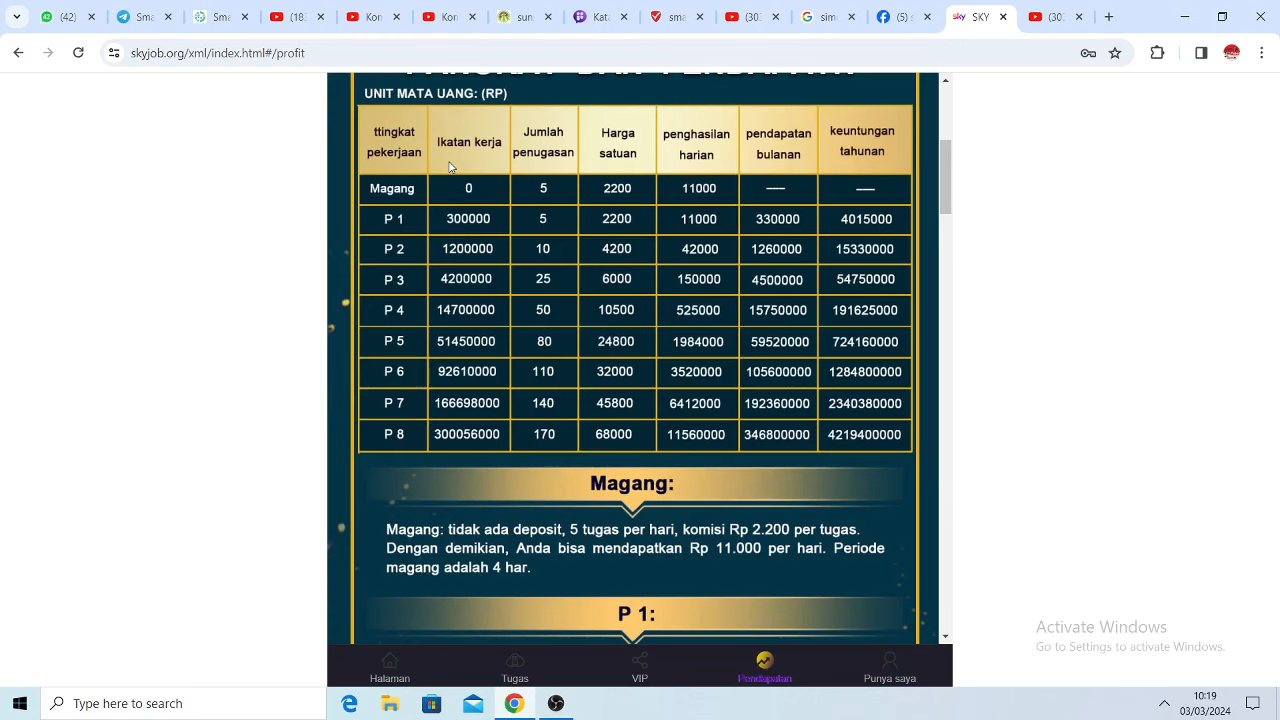 SKY
skyjob.org/xml/index.html#/profit
UNIT MATA UANG: (RP)
ttingkat pekerjaan Ikatan kerja Jumlah penugasan Harga satuan penghasilan harian pendapatan bulanan keuntungan tahunan
Magang 0 5 2200 11000 — —
P 1 300000 5 2200 11000 330000 4015000
P 2 1200000 10 4200 42000 1260000 15330000
P 3 4200000 25 6000 150000 4500000 54750000
P 4 14700000 50 10500 525000 15750000 191625000
P 5 51450000 80 24800 1984000 59520000 724160000
P 6 92610000 110 32000 3520000 105600000 1284800000
P 7 166698000 140 45800 6412000 192360000 2340380000
P 8 300056000 170 68000 11560000 346800000 4219400000
Magang:
Magang: tidak ada deposit, 5 tugas per hari, komisi Rp 2.200 per tugas.
Dengan demikian, Anda bisa mendapatkan Rp 11.000 per hari. Periode
magang adalah 4 har.
P 1:
Activate Windows
Go to Settings to activate Windows.
Halaman Tugas VIP Pendapatan Punya saya
Type here to search
10:19
03/03/2024